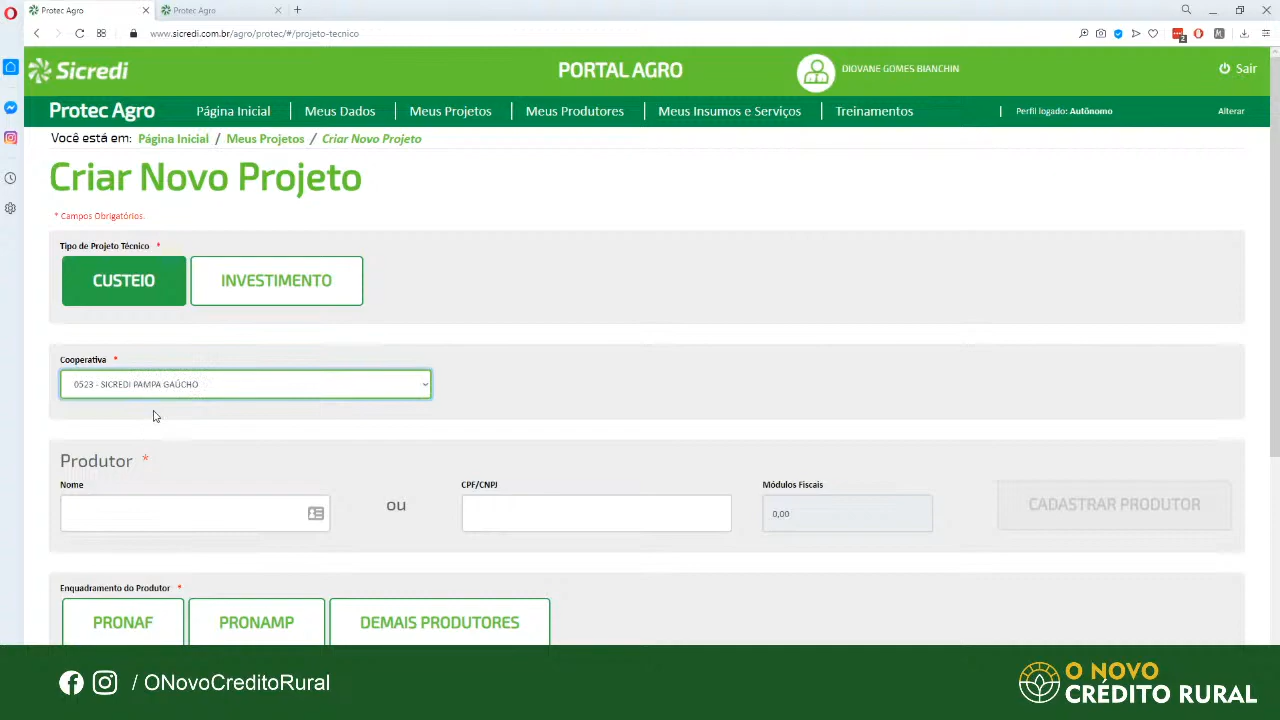 Protec Agro
Protec Agro
www.sicredi.com.br/agro/protec/#/projeto-tecnico
2
Sicredi
PORTAL AGRO
DIOVANE GOMES BIANCHIN
Sair
Protec Agro
Página Inicial
Meus Dados
Meus Projetos
Meus Produtores
Meus Insumos e Serviços
Treinamentos
Perfil logado: Autônomo
Alterar
Você está em: Página Inicial / Meus Projetos / Criar Novo Projeto
Criar Novo Projeto
* Campos Obrigatórios.
Tipo de Projeto Técnico *
CUSTEIO
INVESTIMENTO
Cooperativa *
0523 - SICREDI PAMPA GAÚCHO
Produtor *
Nome
ou
CPF/CNPJ
Módulos Fiscais
0,00
CADASTRAR PRODUTOR
Enquadramento do Produtor *
PRONAF
PRONAMP
DEMAIS PRODUTORES
/ ONovoCreditoRural
O NOVO
CRÉDITO RURAL